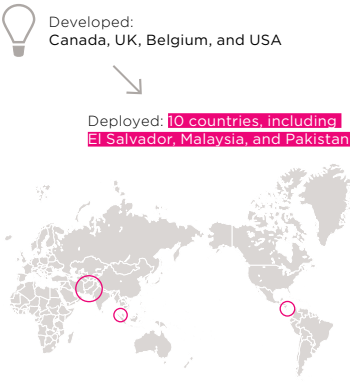 Developed:
Canada, UK, Belgium, and USA
Deployed: 10 countries, including
El Salvador, Malaysia, and Pakistan